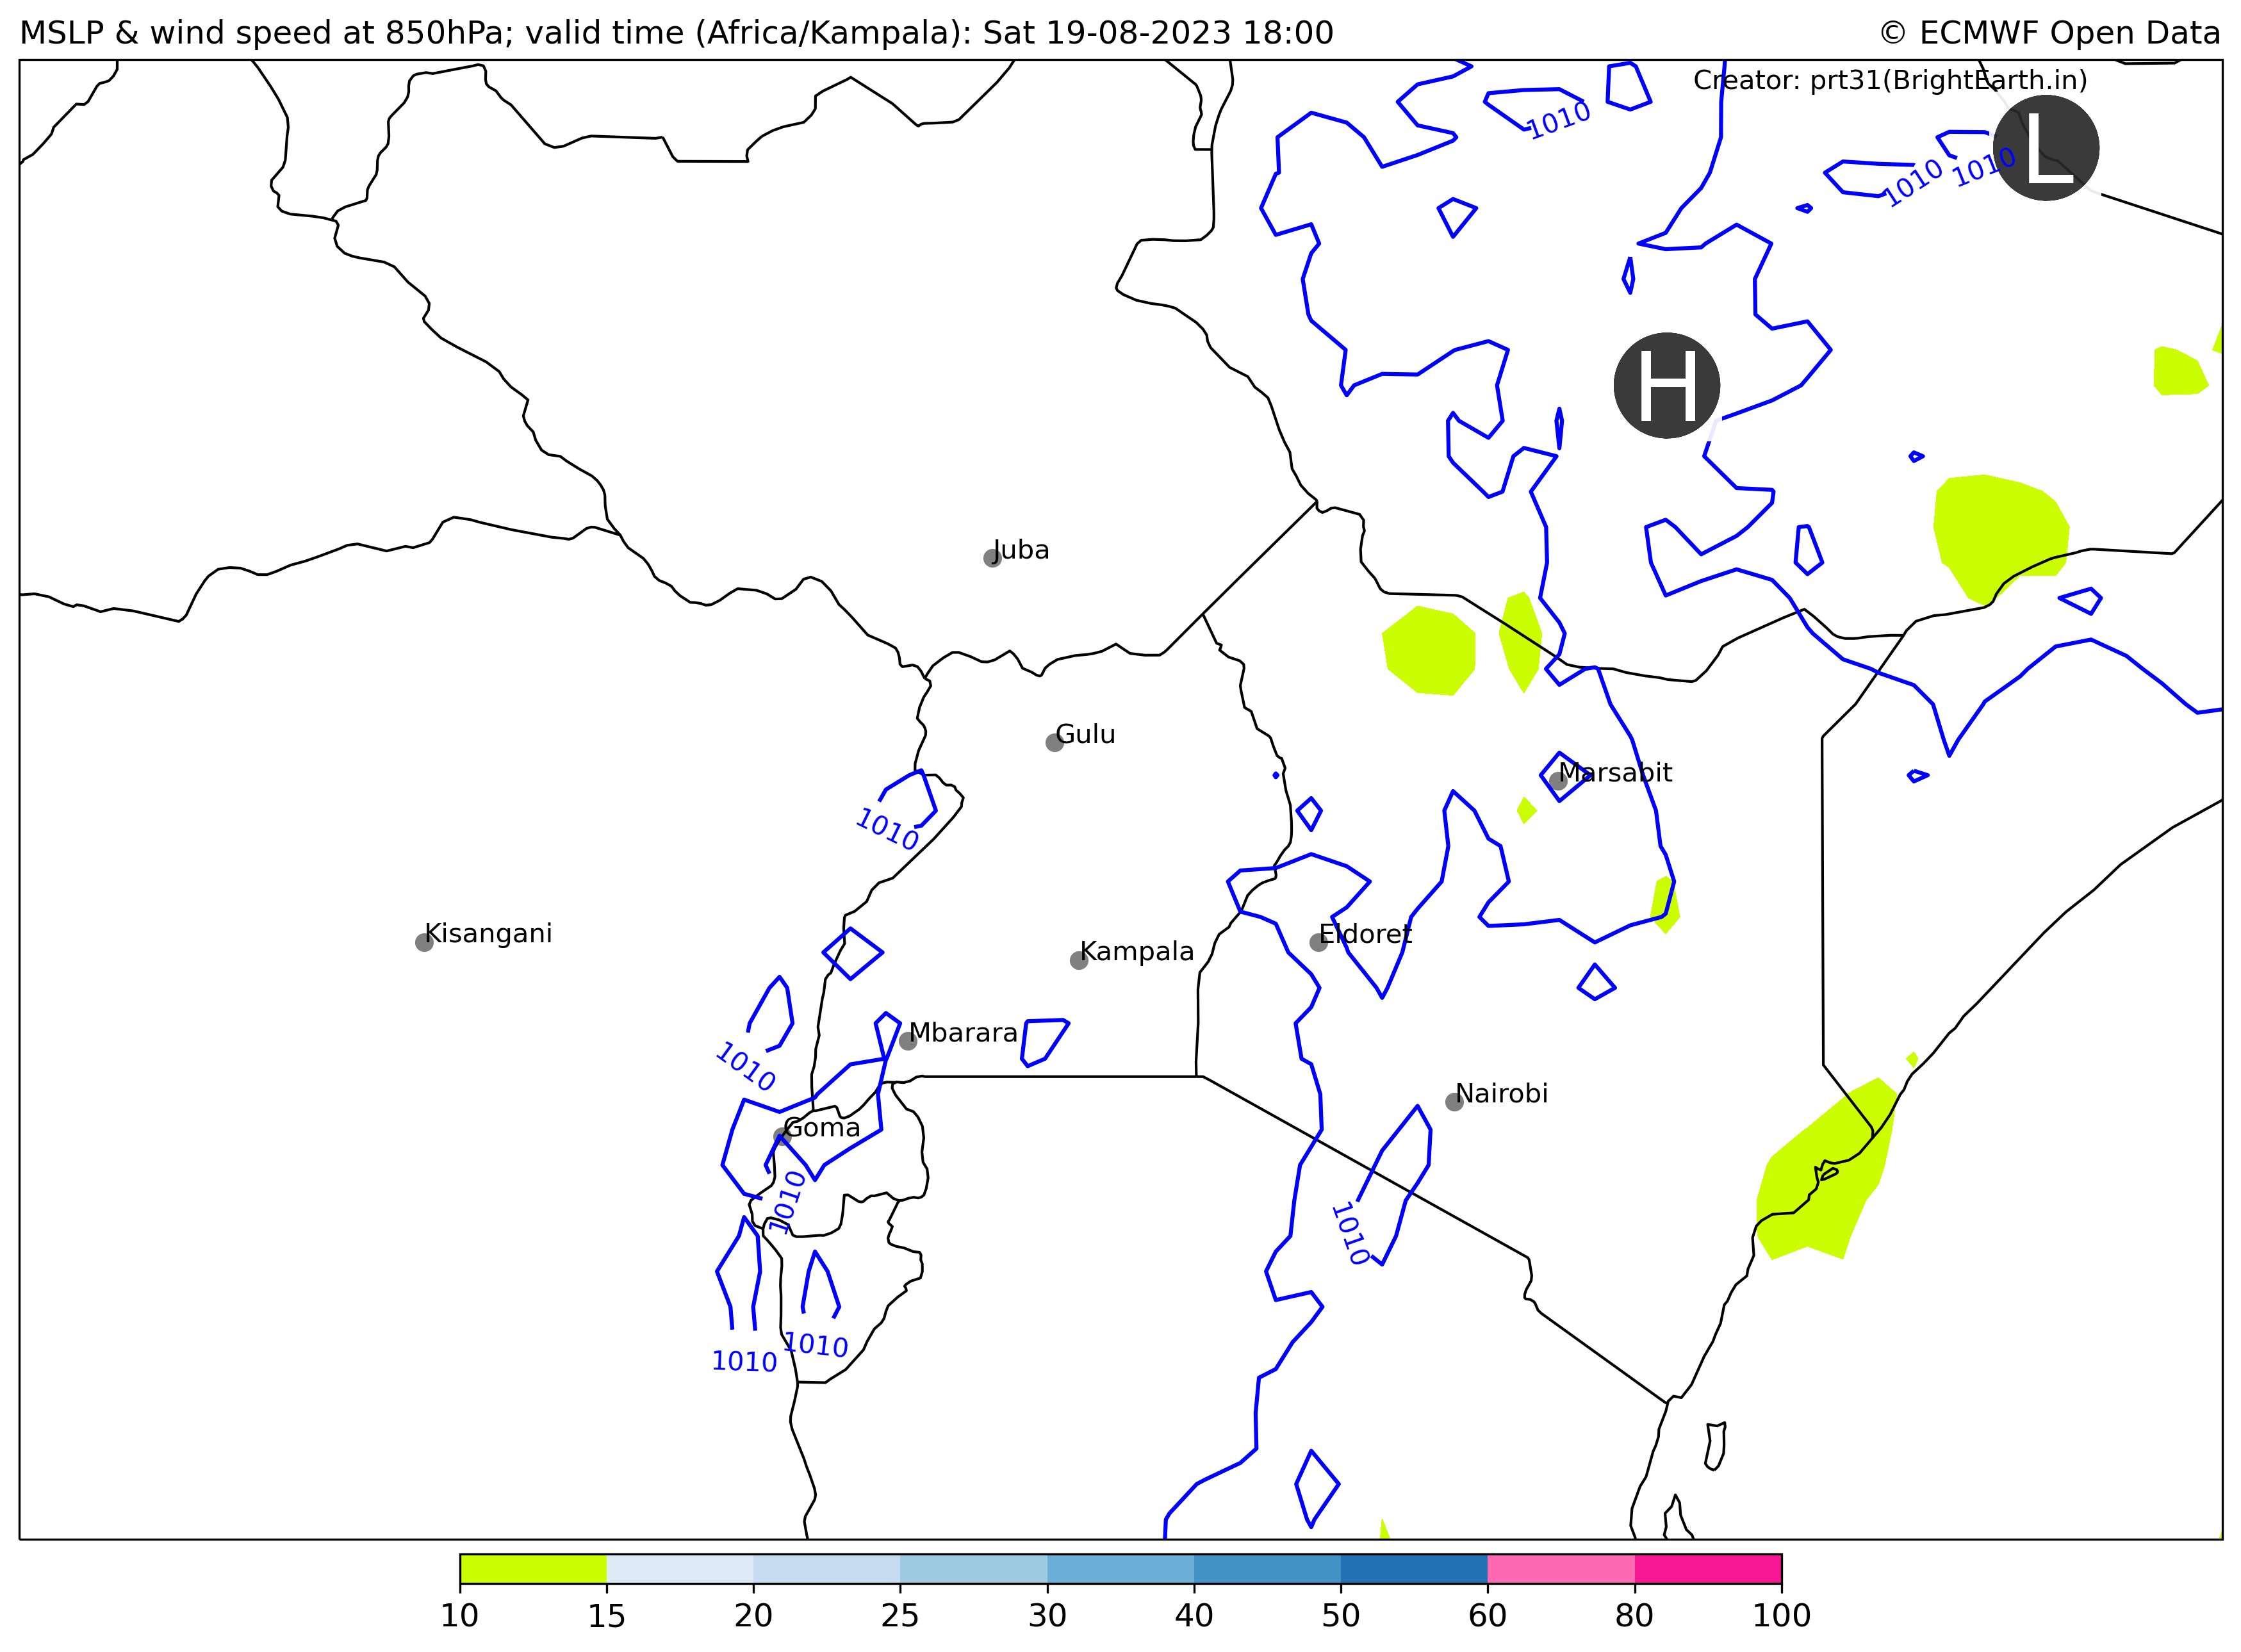 MSLP & wind speed at 850hPa; valid time (Africa/Kampala): Sat 19-08-2023 18:00
© ECMWF Open Data
Creator: prt31(BrightEarth.in)
1010
L
1010
1010
H
Juba
Gulu
Marsabit
1010
Kisangani
Eldoret
Kampala
Mbarara
1010
Nairobi
Goma
1010
1010
1010
1010
10 15 20 25 30 40 50 60 80 100